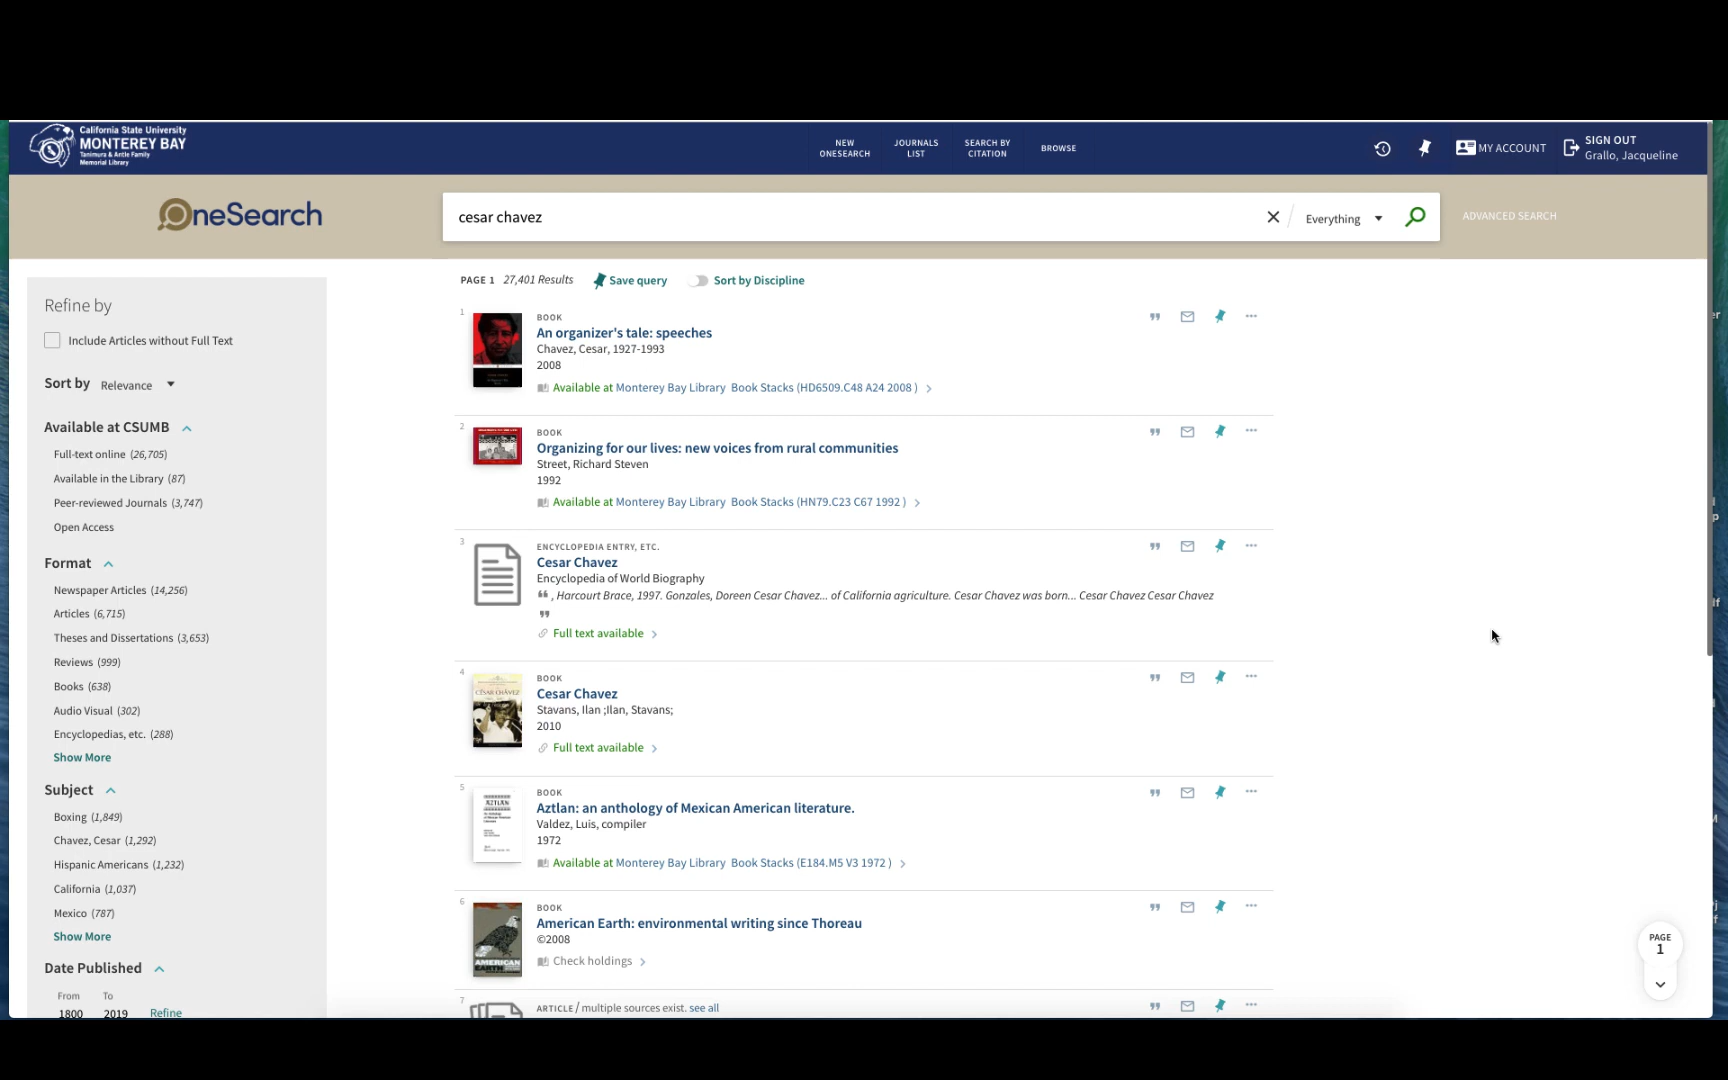 California State University
MONTEREY BAY
Tanimura & Antle Family
Memorial Library
NEW
ONESEARCH
JOURNALS
LIST
SEARCH BY
CITATION
BROWSE
MY ACCOUNT
SIGN OUT
Grallo, Jacqueline
OneSearch
cesar chavez
Everything
ADVANCED SEARCH
Refine by
Include Articles without Full Text
Sort by Relevance
Available at CSUMB
Full-text online (26,705)
Available in the Library (87)
Peer-reviewed Journals (3,747)
Open Access
Format
Newspaper Articles (14,256)
Articles (6,715)
Theses and Dissertations (3,653)
Reviews (999)
Books (638)
Audio Visual (302)
Encyclopedias, etc. (288)
Show More
Subject
Boxing (1,849)
Chavez, Cesar (1,292)
Hispanic Americans (1,232)
California (1,037)
Mexico (787)
Show More
Date Published
From To
1800 2019 Refine
PAGE 1 27,401 Results Save query Sort by Discipline
1
BOOK
An organizer's tale: speeches
Chavez, Cesar, 1927-1993
2008
Available at Monterey Bay Library Book Stacks (HD6509.C48 A24 2008 )
2
BOOK
Organizing for our lives: new voices from rural communities
Street, Richard Steven
1992
Available at Monterey Bay Library Book Stacks (HN79.C23 C67 1992 )
3
ENCYCLOPEDIA ENTRY, ETC.
Cesar Chavez
Encyclopedia of World Biography
❝ , Harcourt Brace, 1997. Gonzales, Doreen Cesar Chavez... of California agriculture. Cesar Chavez was born... Cesar Chavez Cesar Chavez
❞
Full text available
4
CÉSAR CHÁVEZ
BOOK
Cesar Chavez
Stavans, Ilan ;Ilan, Stavans;
2010
Full text available
5
AZTLAN
BOOK
Aztlan: an anthology of Mexican American literature.
Valdez, Luis, compiler
1972
Available at Monterey Bay Library Book Stacks (E184.M5 V3 1972 )
6
AMERICAN
EARTH
BOOK
American Earth: environmental writing since Thoreau
©2008
Check holdings
7
ARTICLE / multiple sources exist. see all
PAGE
1